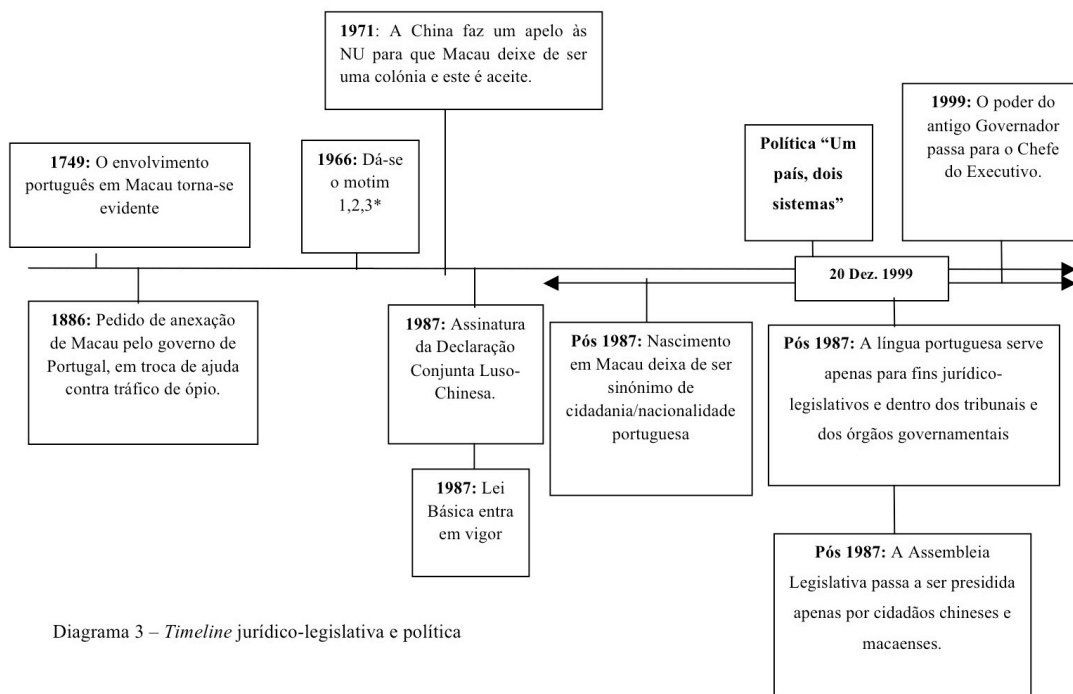 1971: A China faz um apelo às
NU para que Macau deixe de ser
uma colónia e este é aceite.
1999: O poder do
antigo Governador
passa para o Chefe
do Executivo.
Política “Um
país, dois
sistemas”
1749: O envolvimento
português em Macau torna-se
evidente
1966: Dá-se
o motim
1,2,3*
20 Dez. 1999
1886: Pedido de anexação
de Macau pelo governo de
Portugal, em troca de ajuda
contra tráfico de ópio.
1987: Assinatura
da Declaração
Conjunta Luso-
Chinesa.
Pós 1987: Nascimento
em Macau deixa de ser
sinónimo de
cidadania/nacionalidade
portuguesa
Pós 1987: A língua portuguesa serve
apenas para fins jurídico-
legislativos e dentro dos tribunais e
dos órgãos governamentais
1987: Lei
Básica entra
em vigor
Pós 1987: A Assembleia
Legislativa passa a ser presidida
apenas por cidadãos chineses e
macaenses.
Diagrama 3 – Timeline jurídico-legislativa e política